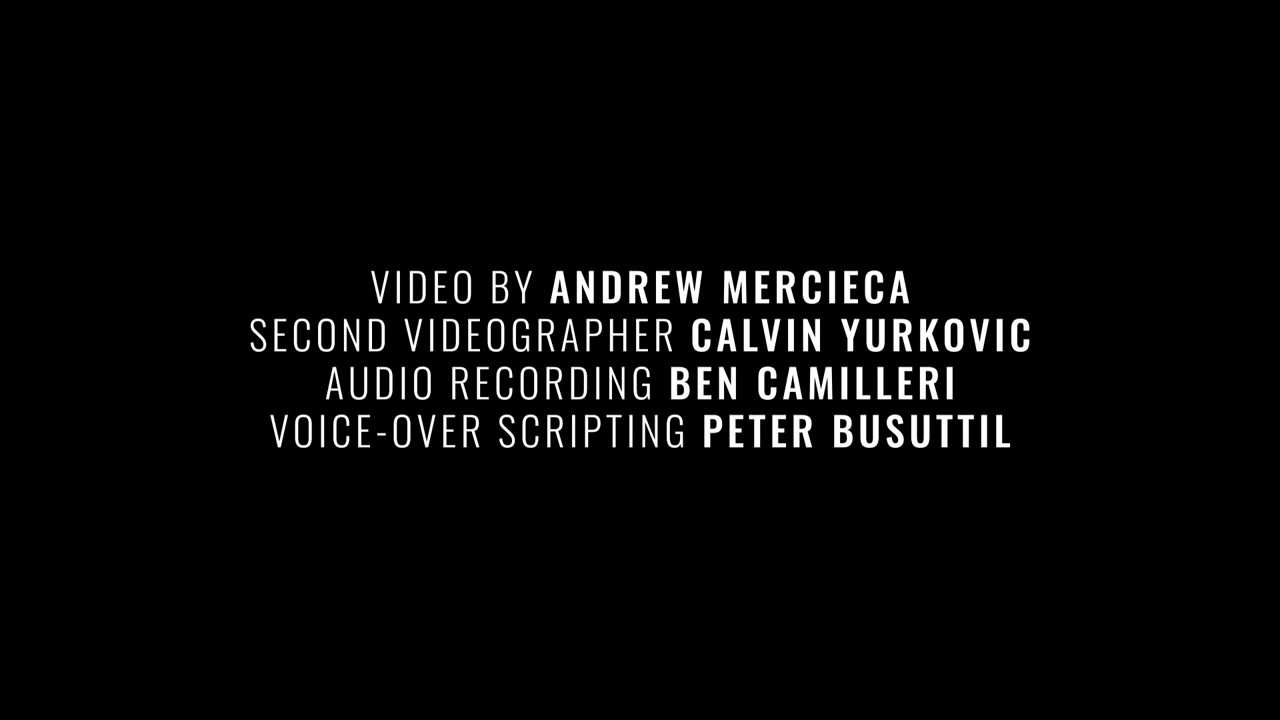 VIDEO BY ANDREW MERCIECA
SECOND VIDEOGRAPHER CALVIN YURKOVIC
AUDIO RECORDING BEN CAMILLERI
VOICE-OVER SCRIPTING PETER BUSUTTIL